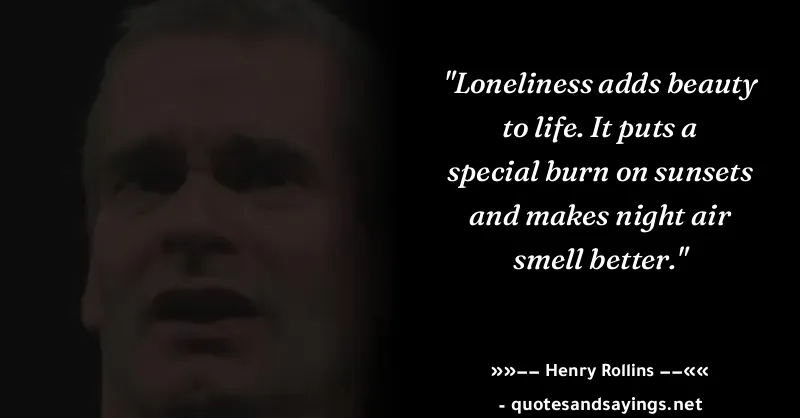 "Loneliness adds beauty
to life. It puts a
special burn on sunsets
and makes night air
smell better."
»»−− Henry Rollins −−««
- quotesandsayings.net